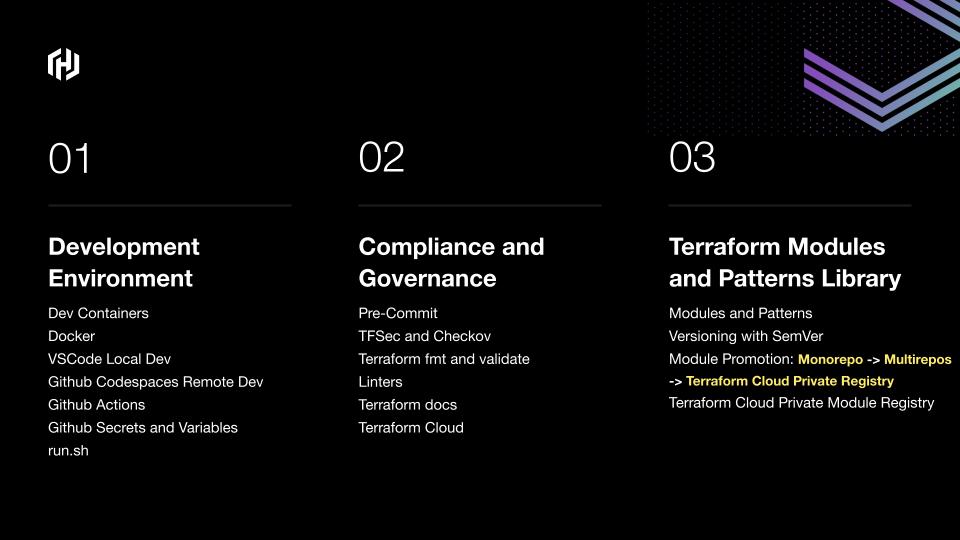 01
Development
Environment
Dev Containers
Docker
VSCode Local Dev
Github Codespaces Remote Dev
Github Actions
Github Secrets and Variables
run.sh
02
Compliance and
Governance
Pre-Commit
TFSec and Checkov
Terraform fmt and validate
Linters
Terraform docs
Terraform Cloud
03
Terraform Modules
and Patterns Library
Modules and Patterns
Versioning with SemVer
Module Promotion: Monorepo -> Multirepos
-> Terraform Cloud Private Registry
Terraform Cloud Private Module Registry